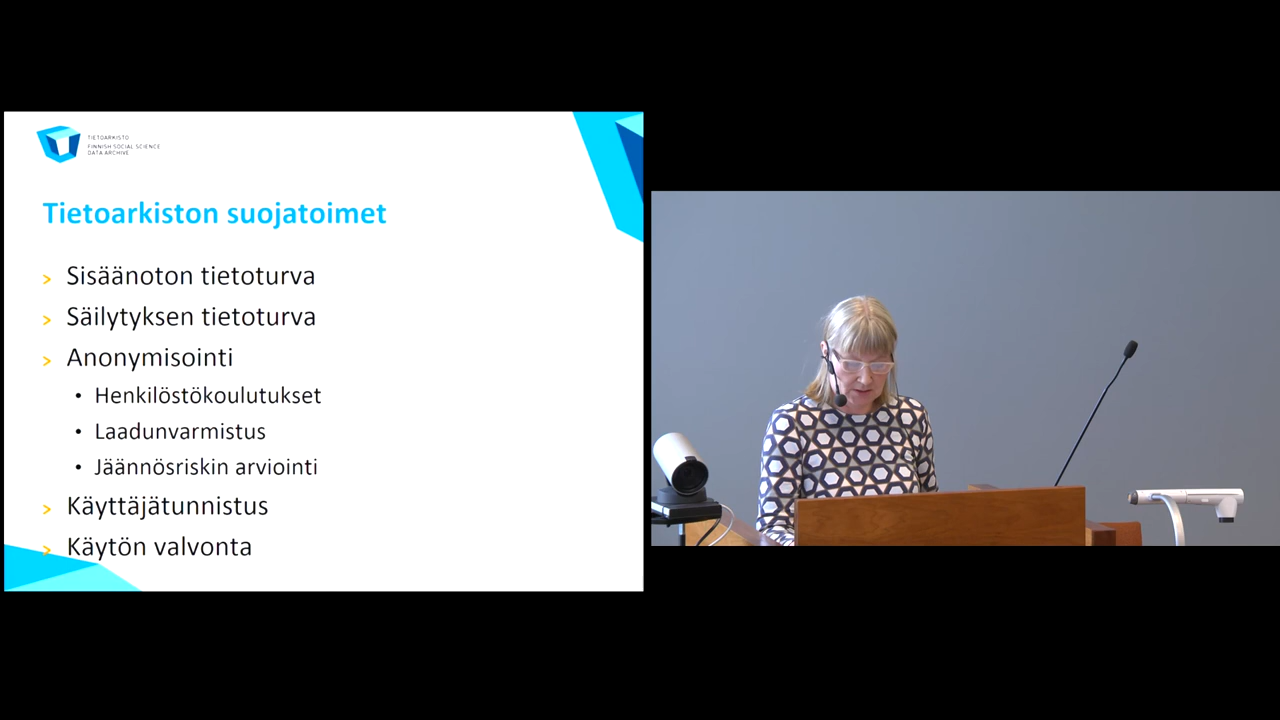 TIETOARKISTO
FINNISH SOCIAL SCIENCE
DATA ARCHIVE
Tietoarkiston suojatoimet
> Sisäänoton tietoturva
> Säilytyksen tietoturva
> Anonymisointi
• Henkilöstökoulutukset
• Laadunvarmistus
• Jäännösriskin arviointi
> Käyttäjätunnistus
> Käytön valvonta